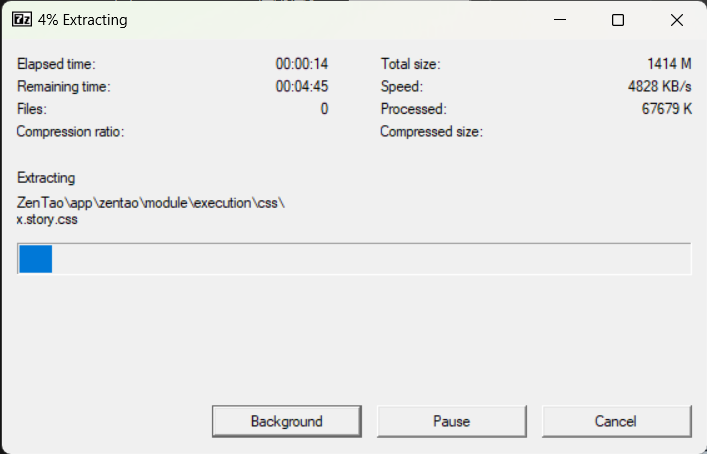 7z 4% Extracting
Elapsed time: 00:00:14 Total size: 1414 M
Remaining time: 00:04:45 Speed: 4828 KB/s
Files: 0 Processed: 67679 K
Compression ratio: Compressed size:
Extracting
ZenTao\app\zentao\module\execution\css\
x.story.css
Background Pause Cancel